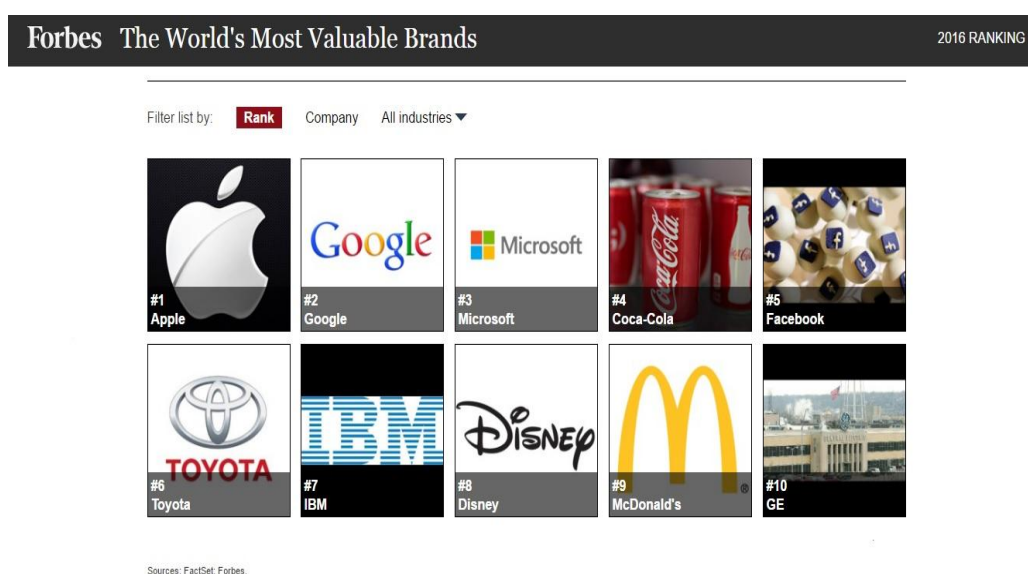 Forbes The World's Most Valuable Brands
2016 RANKING
Filter list by: Rank Company All industries
Google
Microsoft
Coca-Cola
#1
Apple
#2
Google
#3
Microsoft
#4
Coca-Cola
#5
Facebook
TOYOTA
IBM
Disney
#6
Toyota
#7
IBM
#8
Disney
#9
McDonald's
#10
GE
Sources: FactSet; Forbes.